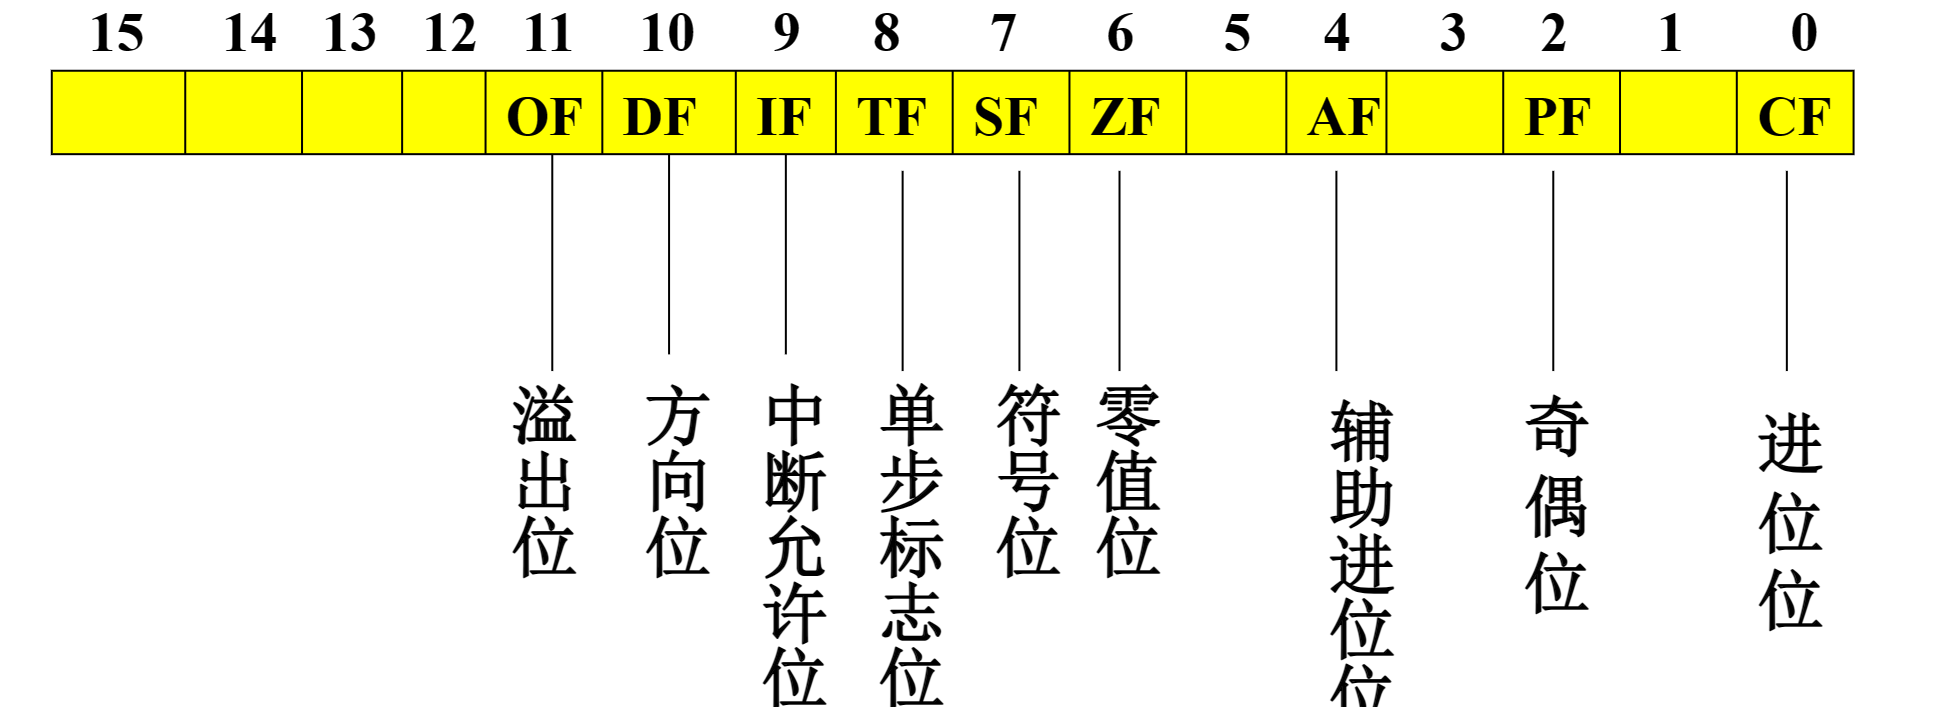 15 14 13 12 11 10 9 8 7 6 5 4 3 2 1 0
OF DF IF TF SF ZF AF PF CF
溢出位
方向位
中断允许位
单步标志位
符号位
零值位
辅助进位位
奇偶位
进位位